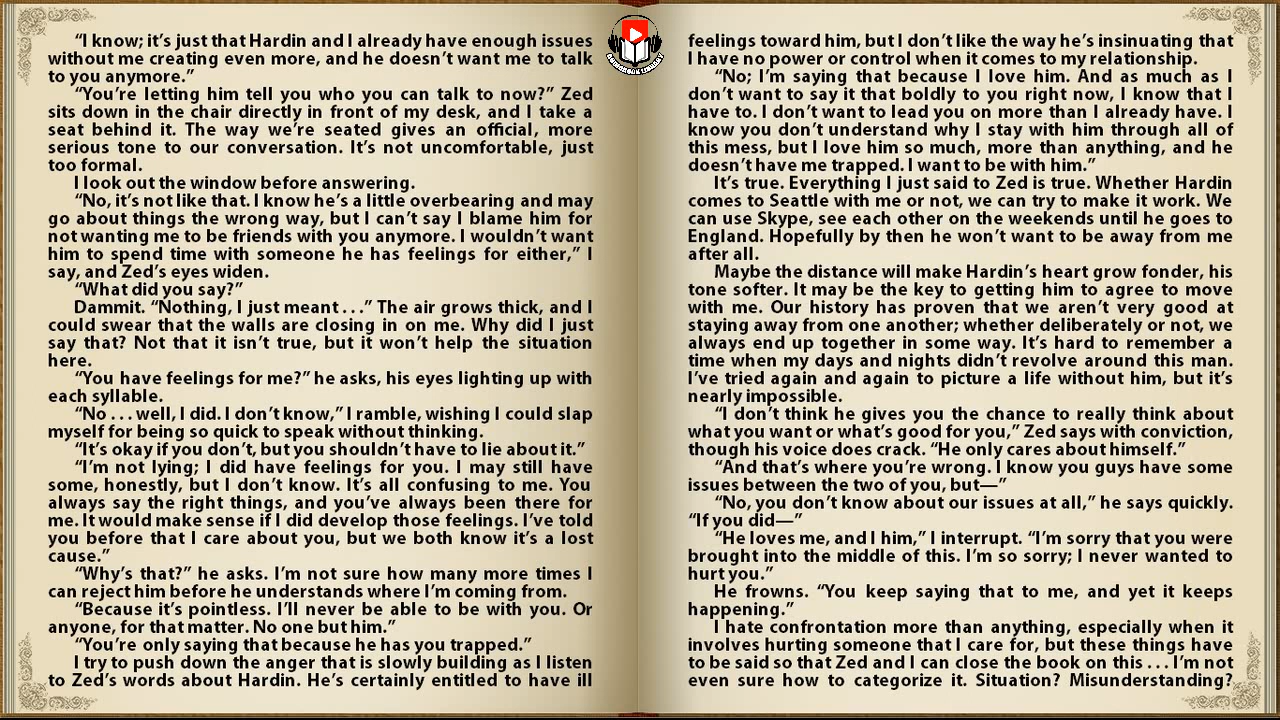 “I know; it’s just that Hardin and I already have enough issues
without me creating even more, and he doesn’t want me to talk
to you anymore.”
“You’re letting him tell you who you can talk to now?” Zed
sits down in the chair directly in front of my desk, and I take a
seat behind it. The way we’re seated gives an official, more
serious tone to our conversation. It’s not uncomfortable, just
too formal.
I look out the window before answering.
“No, it’s not like that. I know he’s a little overbearing and may
go about things the wrong way, but I can’t say I blame him for
not wanting me to be friends with you anymore. I wouldn’t want
him to spend time with someone he has feelings for either,” I
say, and Zed’s eyes widen.
“What did you say?”
Dammit. “Nothing, I just meant . . .” The air grows thick, and I
could swear that the walls are closing in on me. Why did I just
say that? Not that it isn’t true, but it won’t help the situation
here.
“You have feelings for me?” he asks, his eyes lighting up with
each syllable.
“No . . . well, I did. I don’t know,” I ramble, wishing I could slap
myself for being so quick to speak without thinking.
“It’s okay if you don’t, but you shouldn’t have to lie about it.”
“I’m not lying; I did have feelings for you. I may still have
some, honestly, but I don’t know. It’s all confusing to me. You
always say the right things, and you’ve always been there for
me. It would make sense if I did develop those feelings. I’ve told
you before that I care about you, but we both know it’s a lost
cause.”
“Why’s that?” he asks. I’m not sure how many more times I
can reject him before he understands where I’m coming from.
“Because it’s pointless. I’ll never be able to be with you. Or
anyone, for that matter. No one but him.”
“You’re only saying that because he has you trapped.”
I try to push down the anger that is slowly building as I listen
to Zed’s words about Hardin. He’s certainly entitled to have ill
AUDIOBOOK LIBRARY
feelings toward him, but I don’t like the way he’s insinuating that
I have no power or control when it comes to my relationship.
“No; I’m saying that because I love him. And as much as I
don’t want to say it that boldly to you right now, I know that I
have to. I don’t want to lead you on more than I already have. I
know you don’t understand why I stay with him through all of
this mess, but I love him so much, more than anything, and he
doesn’t have me trapped. I want to be with him.”
It’s true. Everything I just said to Zed is true. Whether Hardin
comes to Seattle with me or not, we can try to make it work. We
can use Skype, see each other on the weekends until he goes to
England. Hopefully by then he won’t want to be away from me
after all.
Maybe the distance will make Hardin’s heart grow fonder, his
tone softer. It may be the key to getting him to agree to move
with me. Our history has proven that we aren’t very good at
staying away from one another; whether deliberately or not, we
always end up together in some way. It’s hard to remember a
time when my days and nights didn’t revolve around this man.
I’ve tried again and again to picture a life without him, but it’s
nearly impossible.
“I don’t think he gives you the chance to really think about
what you want or what’s good for you,” Zed says with conviction,
though his voice does crack. “He only cares about himself.”
“And that’s where you’re wrong. I know you guys have some
issues between the two of you, but—”
“No, you don’t know about our issues at all,” he says quickly.
“If you did—”
“He loves me, and I him,” I interrupt. “I’m sorry that you were
brought into the middle of this. I’m so sorry; I never wanted to
hurt you.”
He frowns. “You keep saying that to me, and yet it keeps
happening.”
I hate confrontation more than anything, especially when it
involves hurting someone that I care for, but these things have
to be said so that Zed and I can close the book on this . . . I’m not
even sure how to categorize it. Situation? Misunderstanding?